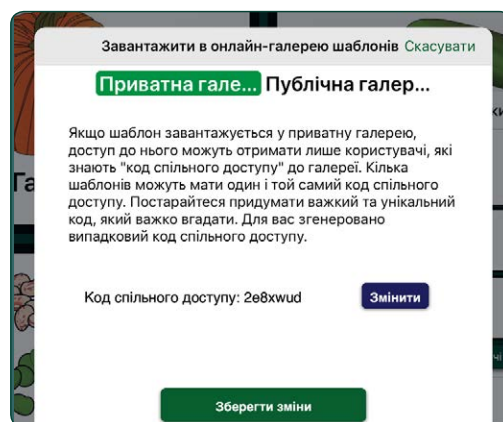 Завантажити в онлайн-галерею шаблонів Скасувати
Приватна гале... Публічна галер...
Якщо шаблон завантажується у приватну галерею,
доступ до нього можуть отримати лише користувачі, які
знають "код спільного доступу" до галереї. Кілька
шаблонів можуть мати один і той самий код спільного
доступу. Постарайтеся придумати важкий та унікальний
код, який важко вгадати. Для вас згенеровано
випадковий код спільного доступу.
Код спільного доступу: 2e8xwud Змінити
Зберегти зміни